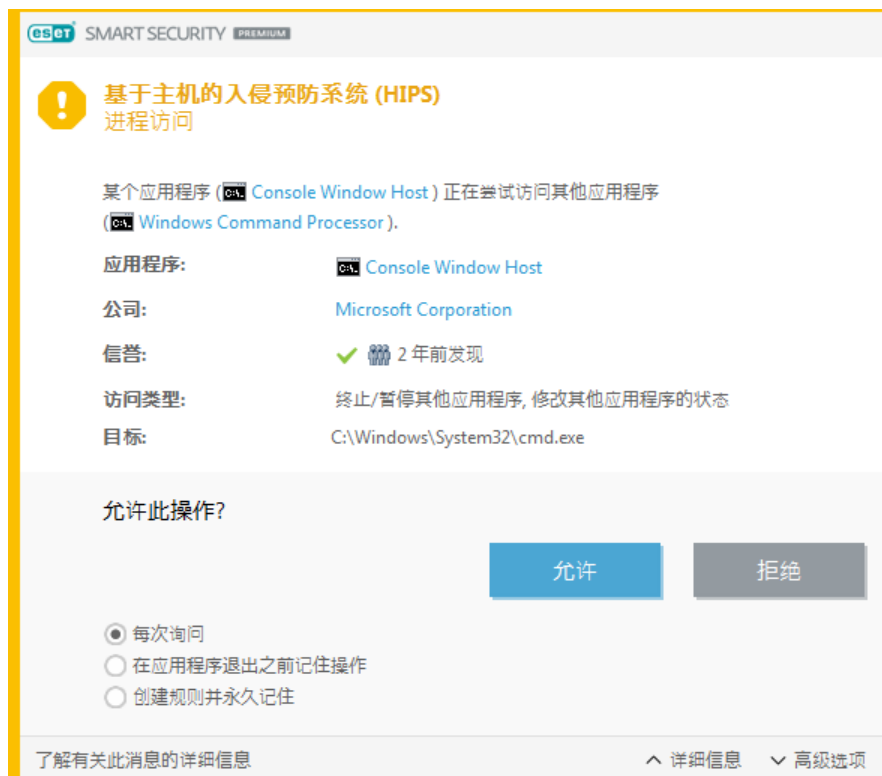 eset SMART SECURITY PREMIUM
基于主机的入侵预防系统 (HIPS)
进程访问
某个应用程序 ( Console Window Host ) 正在尝试访问其他应用程序
( Windows Command Processor ).
应用程序: Console Window Host
公司: Microsoft Corporation
信誉: 2 年前发现
访问类型: 终止/暂停其他应用程序, 修改其他应用程序的状态
目标: C:\Windows\System32\cmd.exe
允许此操作?
允许 拒绝
每次询问
在应用程序退出之前记住操作
创建规则并永久记住
了解有关此消息的详细信息 详细信息 高级选项